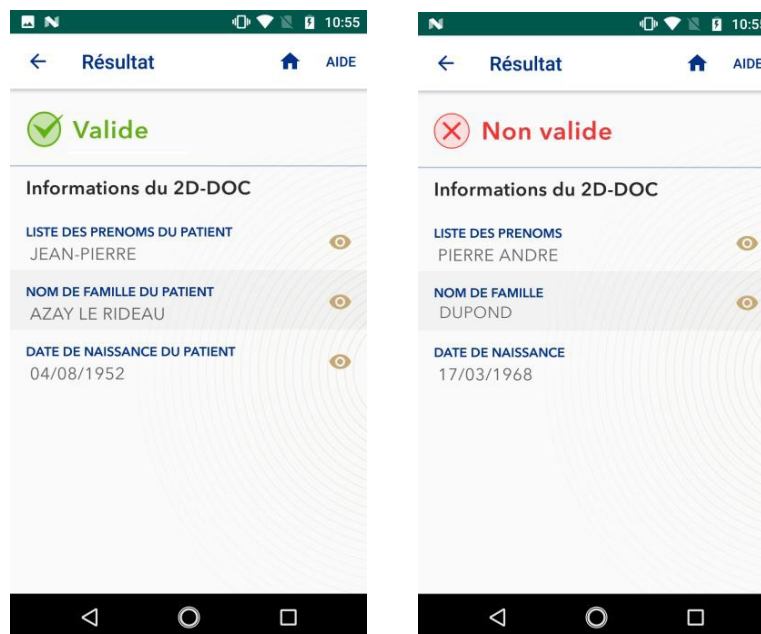 10:55
Résultat
AIDE
Valide
Informations du 2D-DOC
LISTE DES PRENOMS DU PATIENT
JEAN-PIERRE
NOM DE FAMILLE DU PATIENT
AZAY LE RIDEAU
DATE DE NAISSANCE DU PATIENT
04/08/1952
10:55
Résultat
AIDE
Non valide
Informations du 2D-DOC
LISTE DES PRENOMS
PIERRE ANDRE
NOM DE FAMILLE
DUPOND
DATE DE NAISSANCE
17/03/1968